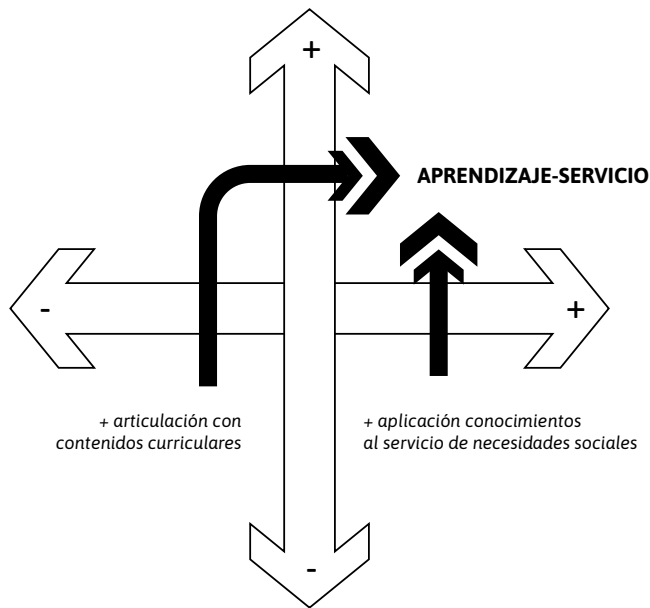 +
APRENDIZAJE-SERVICIO
-
+
+ articulación con
contenidos curriculares
+ aplicación conocimientos
al servicio de necesidades sociales
-